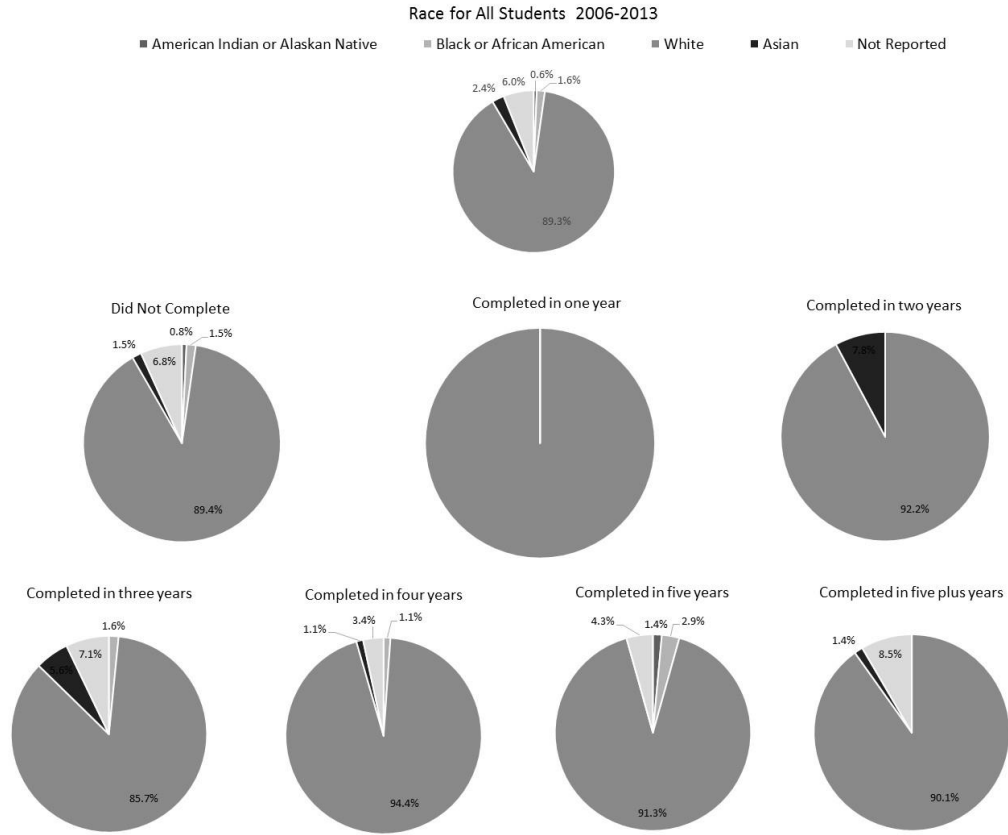 Race for All Students 2006-2013
American Indian or Alaskan Native Black or African American White Asian Not Reported
2.4% 6.0% 0.6% 1.6%
89.3%
Did Not Complete
0.8% 1.5%
1.5% 6.8%
89.4%
Completed in one year
Completed in two years
7.8%
92.2%
Completed in three years
1.6%
7.1%
5.6%
85.7%
Completed in four years
1.1% 3.4% 1.1%
94.4%
Completed in five years
4.3% 1.4% 2.9%
91.3%
Completed in five plus years
1.4% 8.5%
90.1%